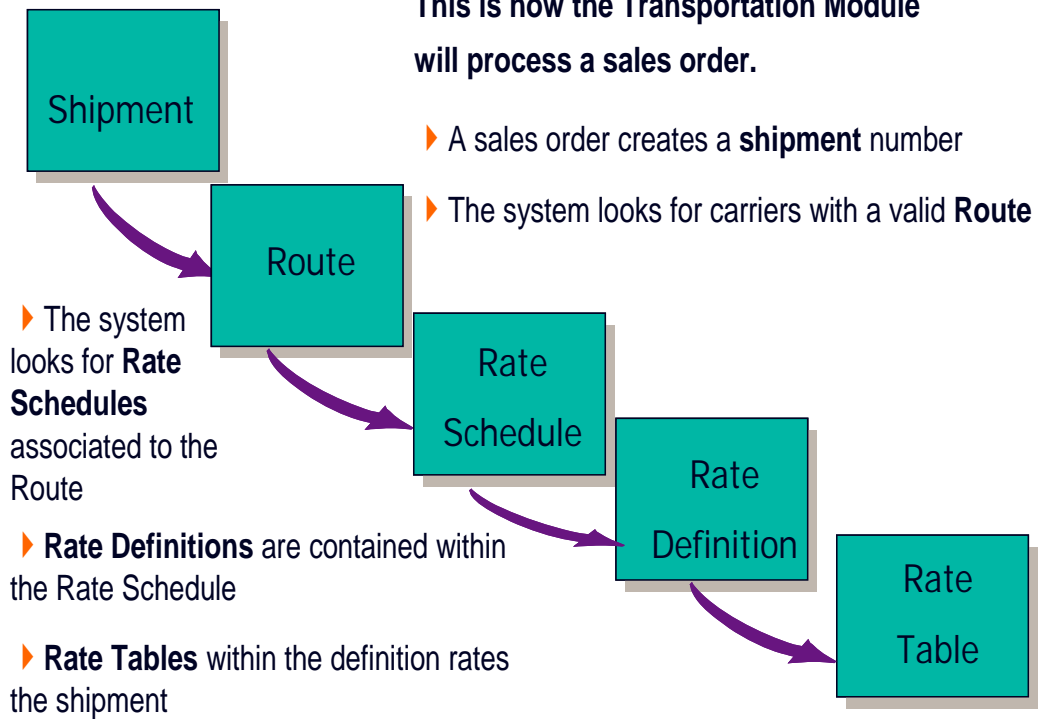 This is how the Transportation Module
will process a sales order.
Shipment
A sales order creates a shipment number
The system looks for carriers with a valid Route
Route
The system
looks for Rate
Schedules
associated to the
Route
Rate
Schedule
Rate
Definition
Rate Definitions are contained within
the Rate Schedule
Rate
Table
Rate Tables within the definition rates
the shipment